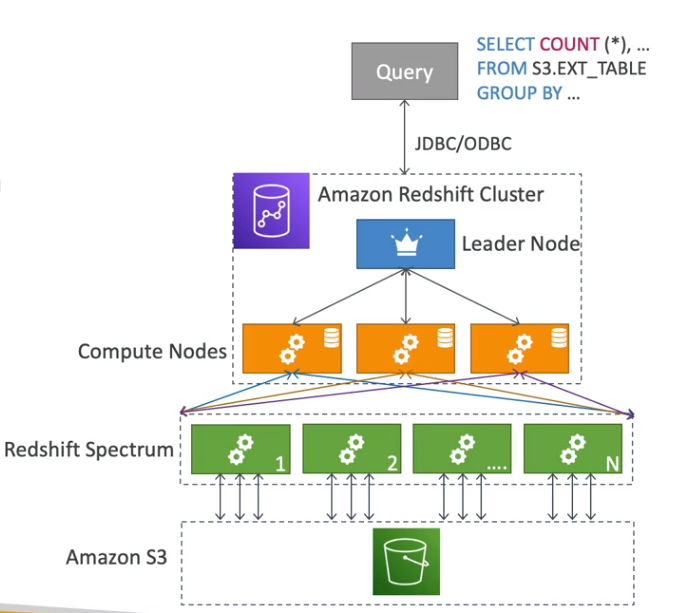 SELECT COUNT (*), ...
FROM S3.EXT_TABLE
GROUP BY ...
Query
JDBC/ODBC
Amazon Redshift Cluster
Leader Node
Compute Nodes
Redshift Spectrum
1
2
....
N
Amazon S3